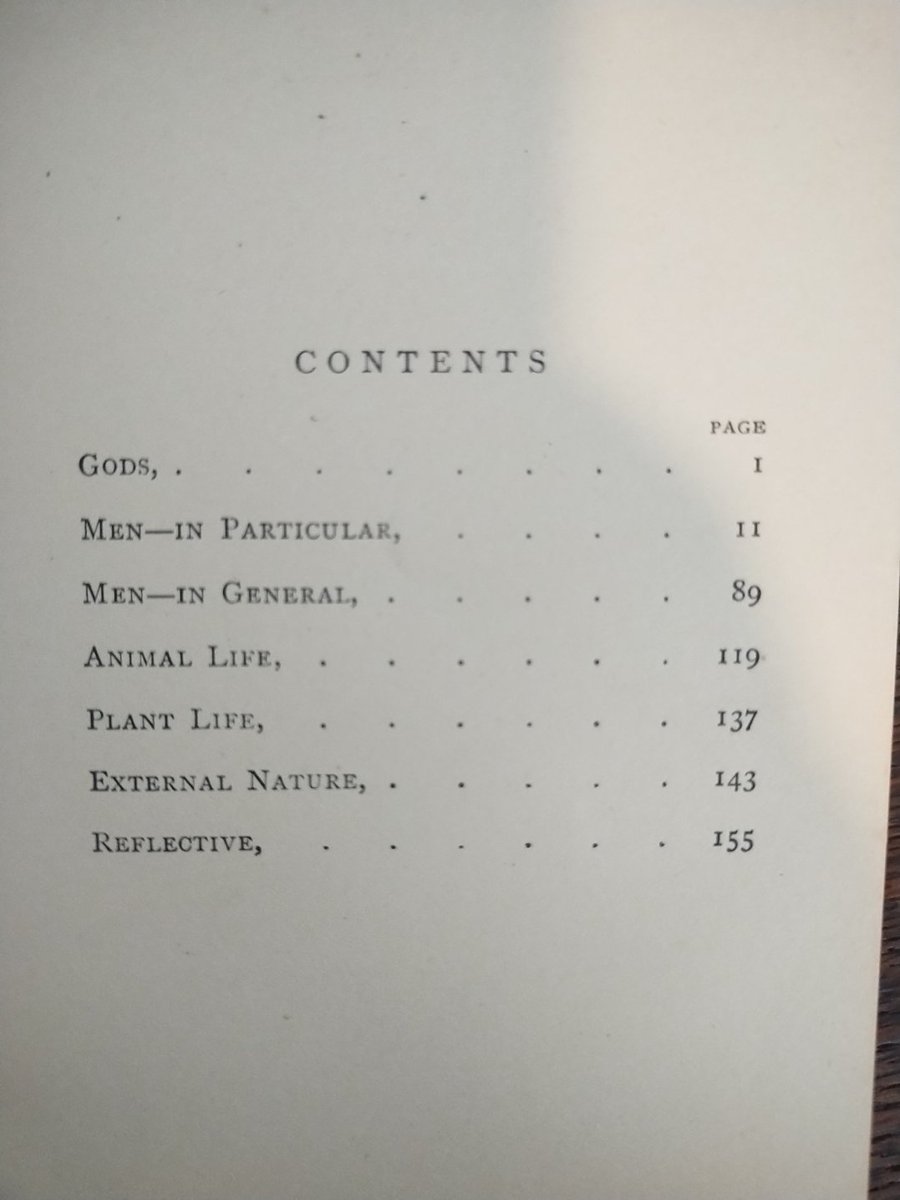 CONTENTS
PAGE
GODS, . . . . . . . . 1
MEN—IN PARTICULAR, . . . . 11
MEN—IN GENERAL, . . . . . 89
ANIMAL LIFE, . . . . . . 119
PLANT LIFE, . . . . . . 137
EXTERNAL NATURE, . . . . . 143
REFLECTIVE, . . . . . . 155